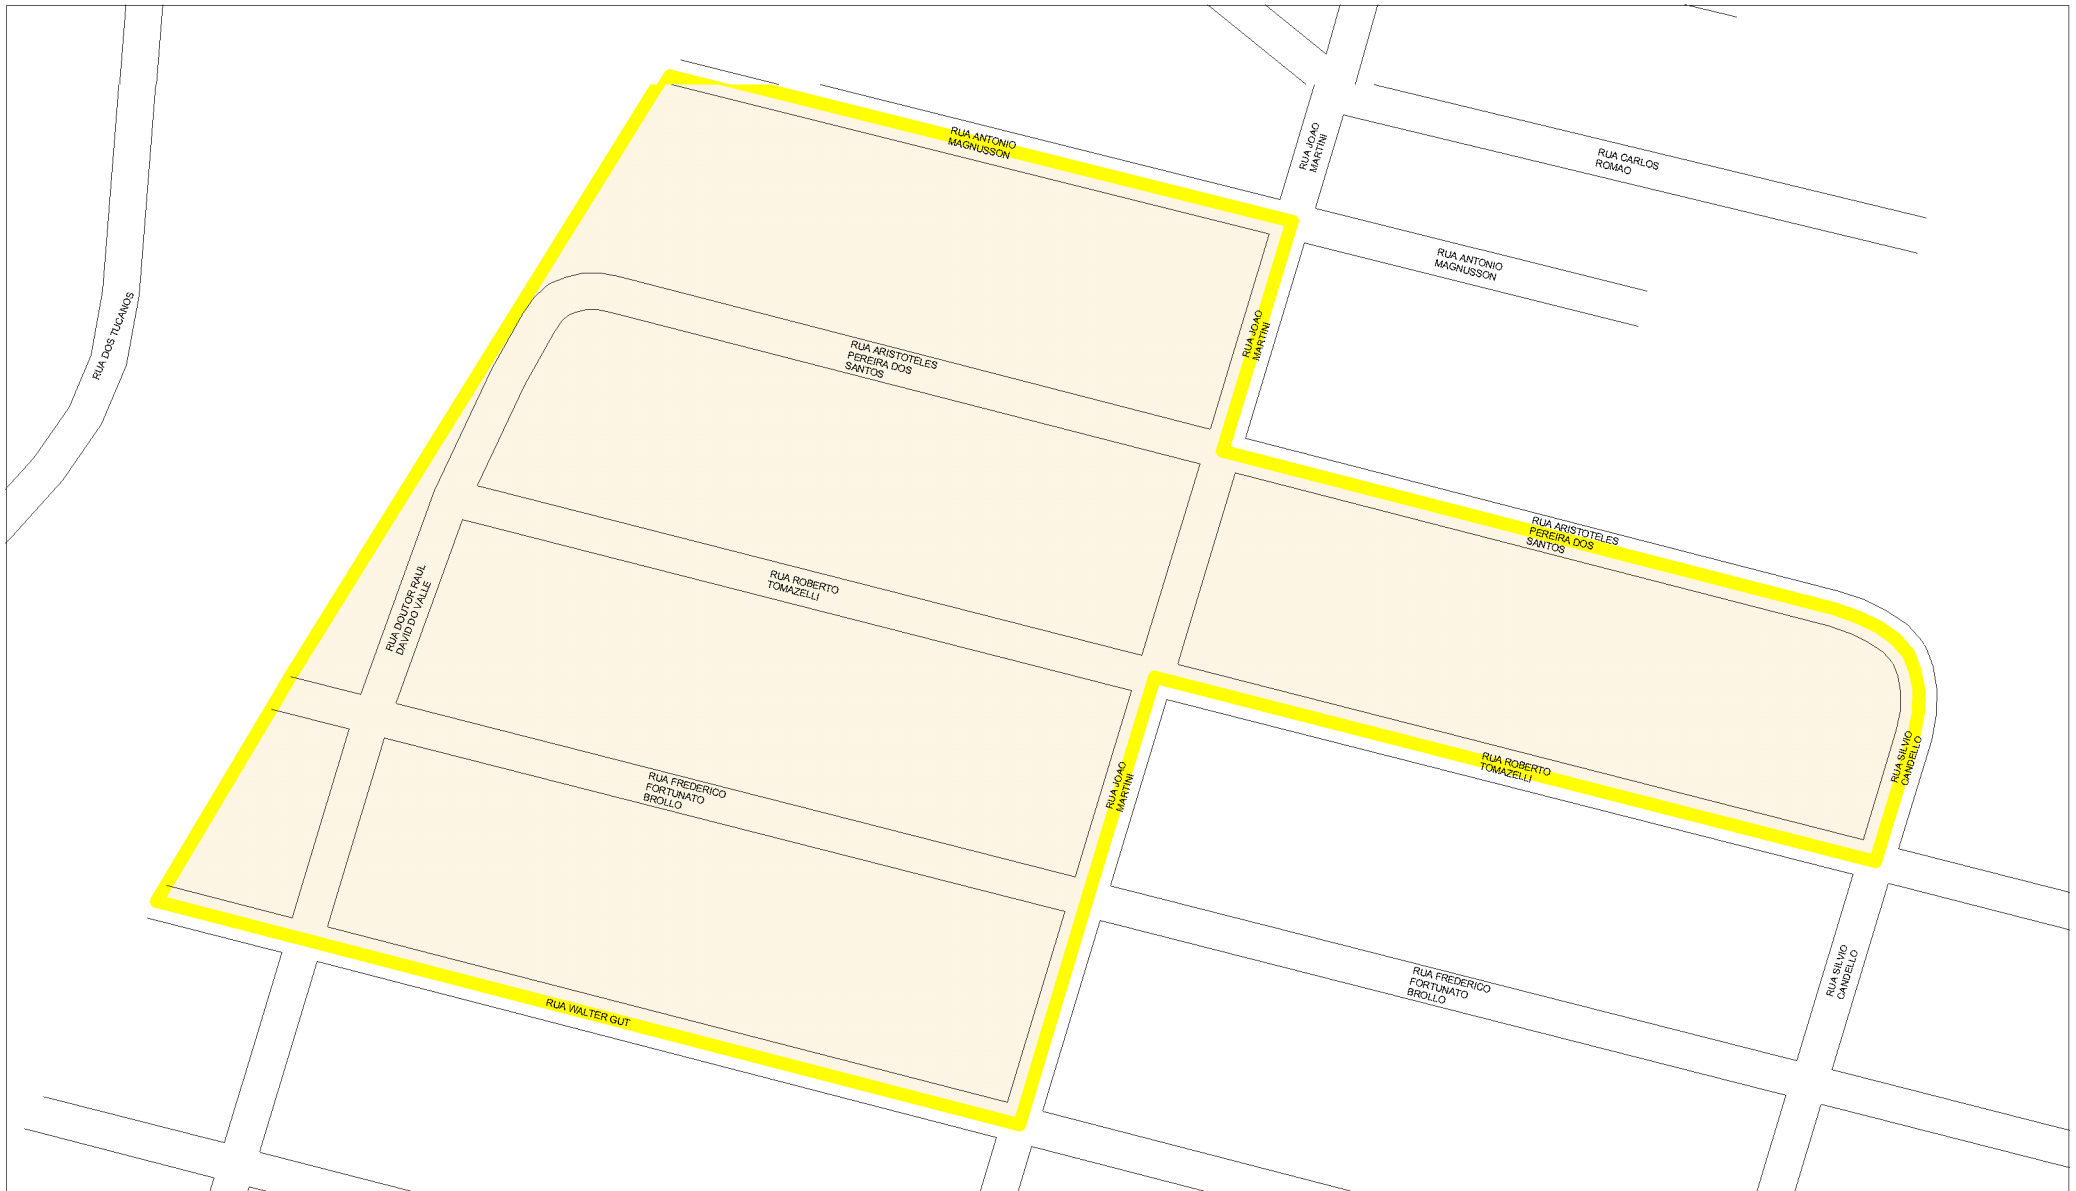 RUA ANTONIO
MAGNUSSON
RUA JOAO
MARTINI
RUA CARLOS
ROMAO
RUA ANTONIO
MAGNUSSON
RUA DOS TUCANOS
RUA JOAO
MARTINI
RUA ARISTOTELES
PEREIRA DOS
SANTOS
RUA ARISTOTELES
PEREIRA DOS
SANTOS
RUA DOUTOR RAUL
DAVID DO VALLE
RUA ROBERTO
TOMAZELLI
RUA SILVIO
CANDELLO
RUA ROBERTO
TOMAZELLI
RUA JOAO
MARTINI
RUA FREDERICO
FORTUNATO
BROLLO
RUA SILVIO
CANDELLO
RUA FREDERICO
FORTUNATO
BROLLO
RUA WALTER GUT